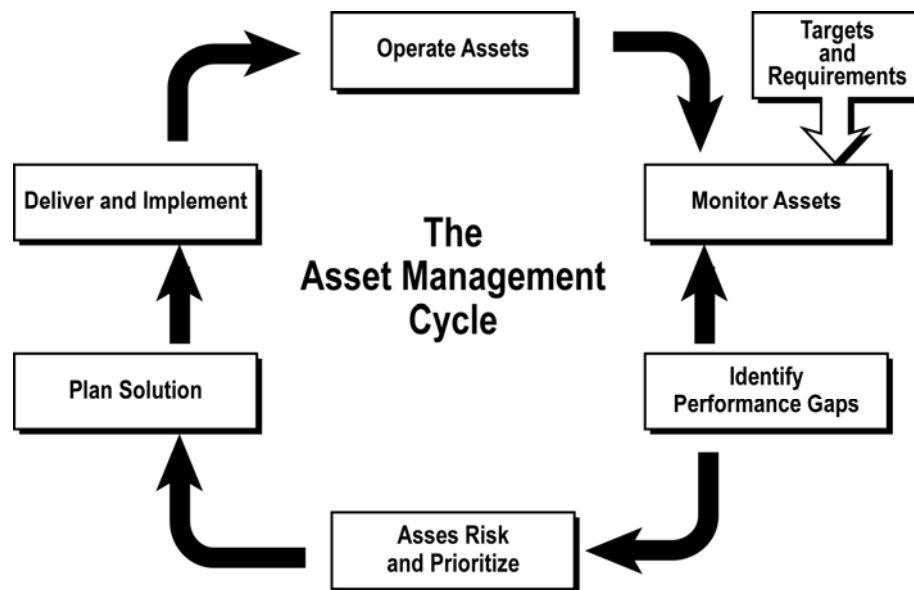 Operate Assets
Targets
and
Requirements
Deliver and Implement
Monitor Assets
The
Asset Management
Cycle
Plan Solution
Identify
Performance Gaps
Asses Risk
and Prioritize